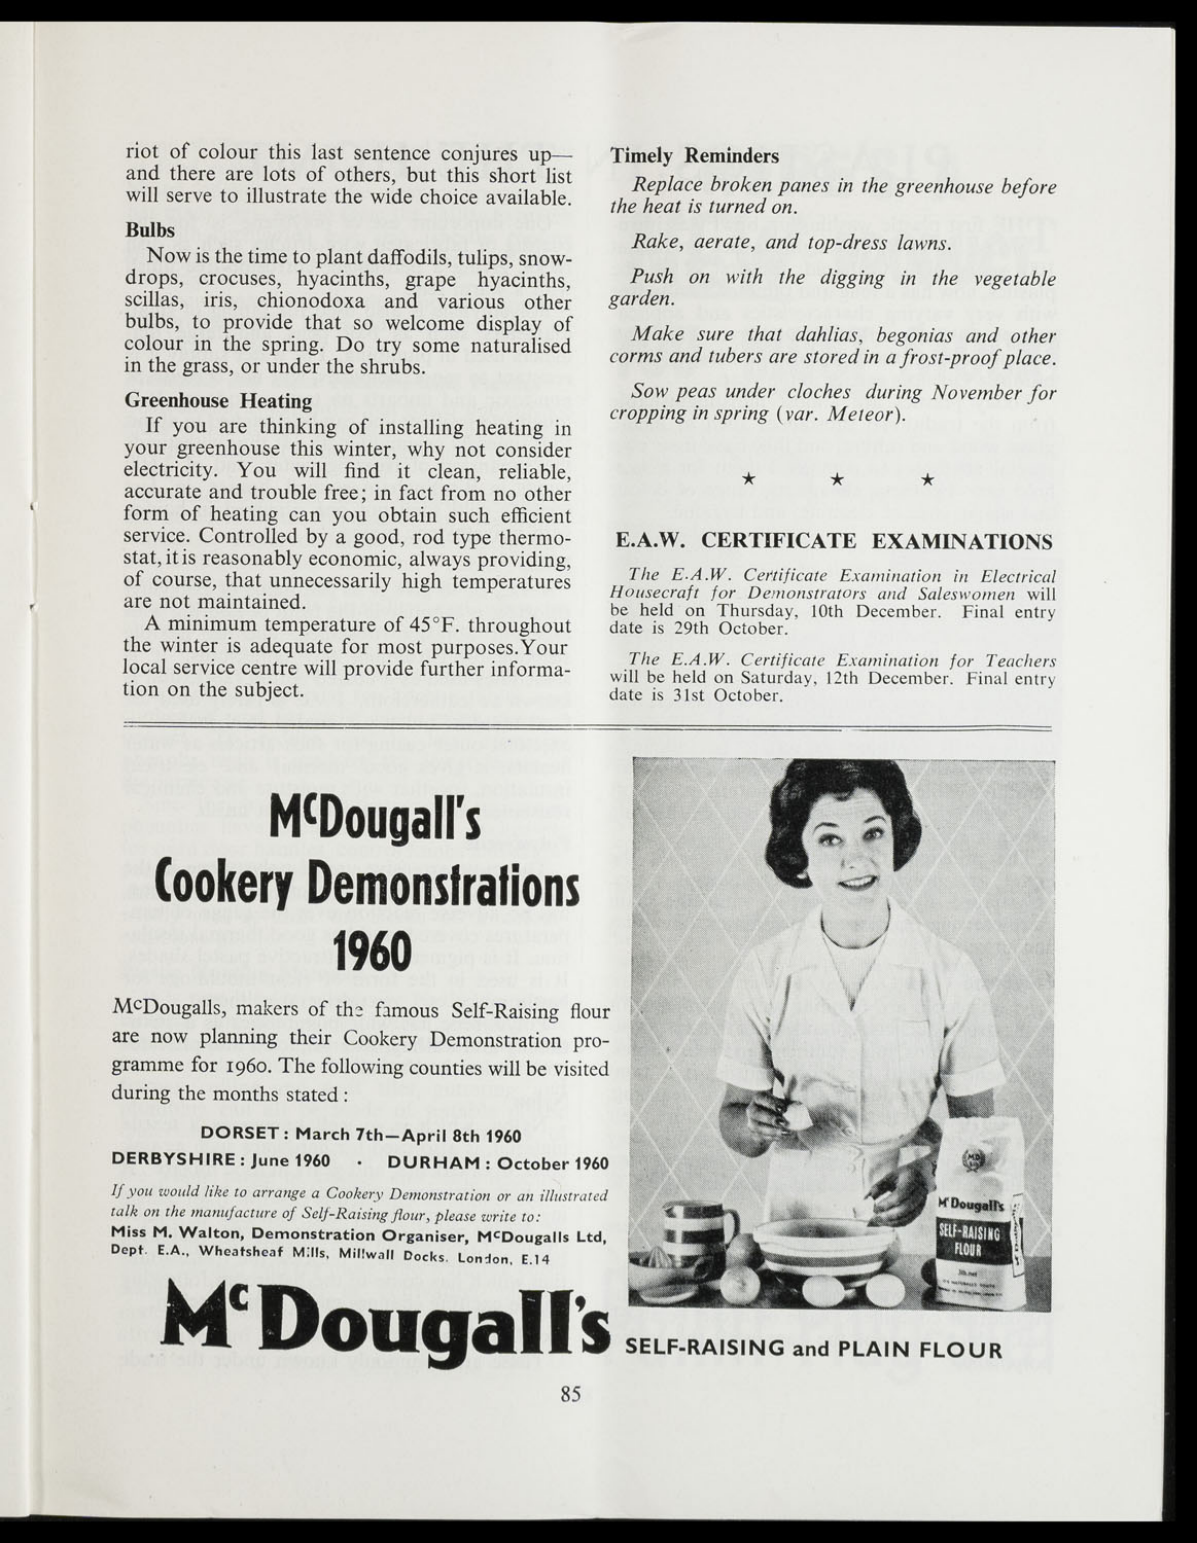 riot of colour this last sentence conjures up—
and there are lots of others, but this short list
will serve to illustrate the wide choice available.
Bulbs
Now is the time to plant daffodils, tulips, snow-
drops, crocuses, hyacinths, grape hyacinths,
scillas, iris, chionodoxa and various other
bulbs, to provide that so welcome display of
colour in the spring. Do try some naturalised
in the grass, or under the shrubs.
Greenhouse Heating
If you are thinking of installing heating in
your greenhouse this winter, why not consider
electricity. You will find it clean, reliable,
accurate and trouble free; in fact from no other
form of heating can you obtain such efficient
service. Controlled by a good, rod type thermo-
stat, it is reasonably economic, always providing,
of course, that unnecessarily high temperatures
are not maintained.
A minimum temperature of 45°F. throughout
the winter is adequate for most purposes. Your
local service centre will provide further informa-
tion on the subject.
Timely Reminders
Replace broken panes in the greenhouse before
the heat is turned on.
Rake, aerate, and top-dress lawns.
Push on with the digging in the vegetable
garden.
Make sure that dahlias, begonias and other
corms and tubers are stored in a frost-proof place.
Sow peas under cloches during November for
cropping in spring (var. Meteor).
★ ★ ★
E.A.W. CERTIFICATE EXAMINATIONS
The E.A.W. Certificate Examination in Electrical
Housecraft for Demonstrators and Saleswomen will
be held on Thursday, 10th December. Final entry
date is 29th October.
The E.A.W. Certificate Examination for Teachers
will be held on Saturday, 12th December. Final entry
date is 31st October.
McDougall's
Cookery Demonstrations
1960
McDougalls, makers of the famous Self-Raising flour
are now planning their Cookery Demonstration pro-
gramme for 1960. The following counties will be visited
during the months stated :
DORSET : March 7th—April 8th 1960
DERBYSHIRE : June 1960 · DURHAM : October 1960
If you would like to arrange a Cookery Demonstration or an illustrated
talk on the manufacture of Self-Raising flour, please write to:
Miss M. Walton, Demonstration Organiser, McDougalls Ltd,
Dept. E.A., Wheatsheaf Mills, Millwall Docks. London, E.14
McDougall's
SELF-RAISING
FLOUR
McDougall's SELF-RAISING and PLAIN FLOUR
85